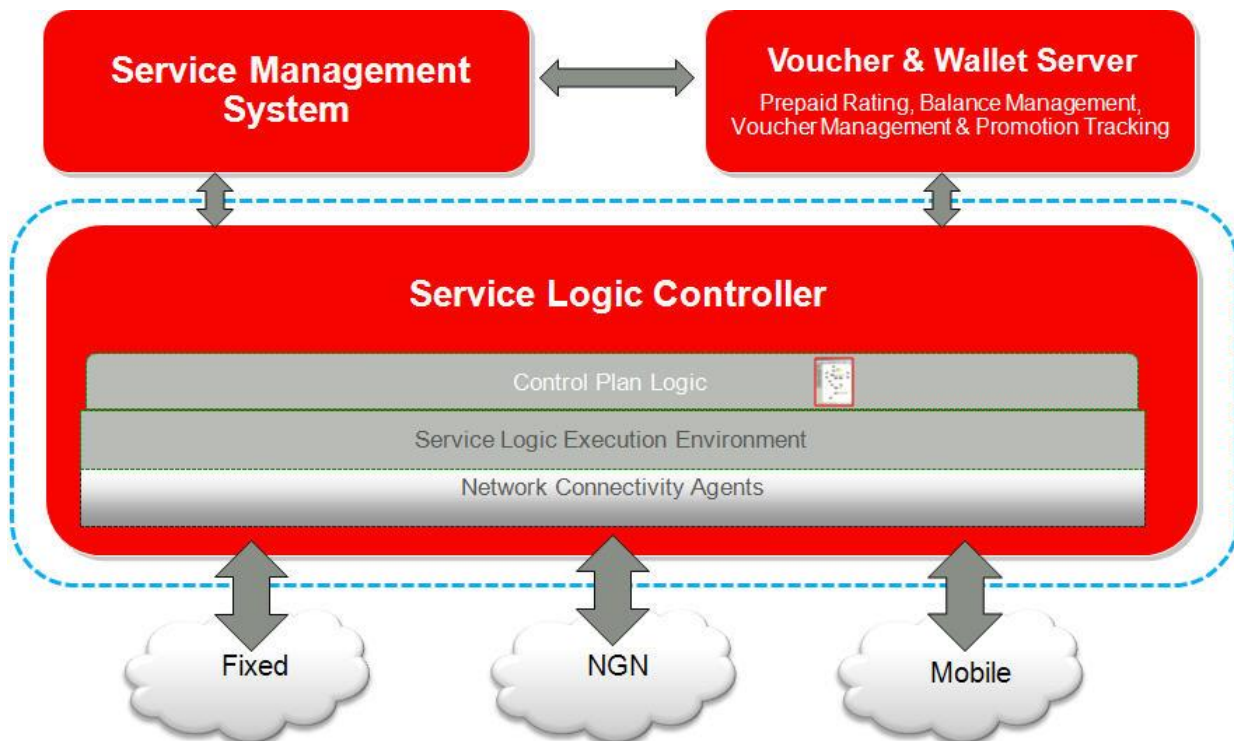 Service Management
System
Voucher & Wallet Server
Prepaid Rating, Balance Management,
Voucher Management & Promotion Tracking
Service Logic Controller
Control Plan Logic
Service Logic Execution Environment
Network Connectivity Agents
Fixed
NGN
Mobile